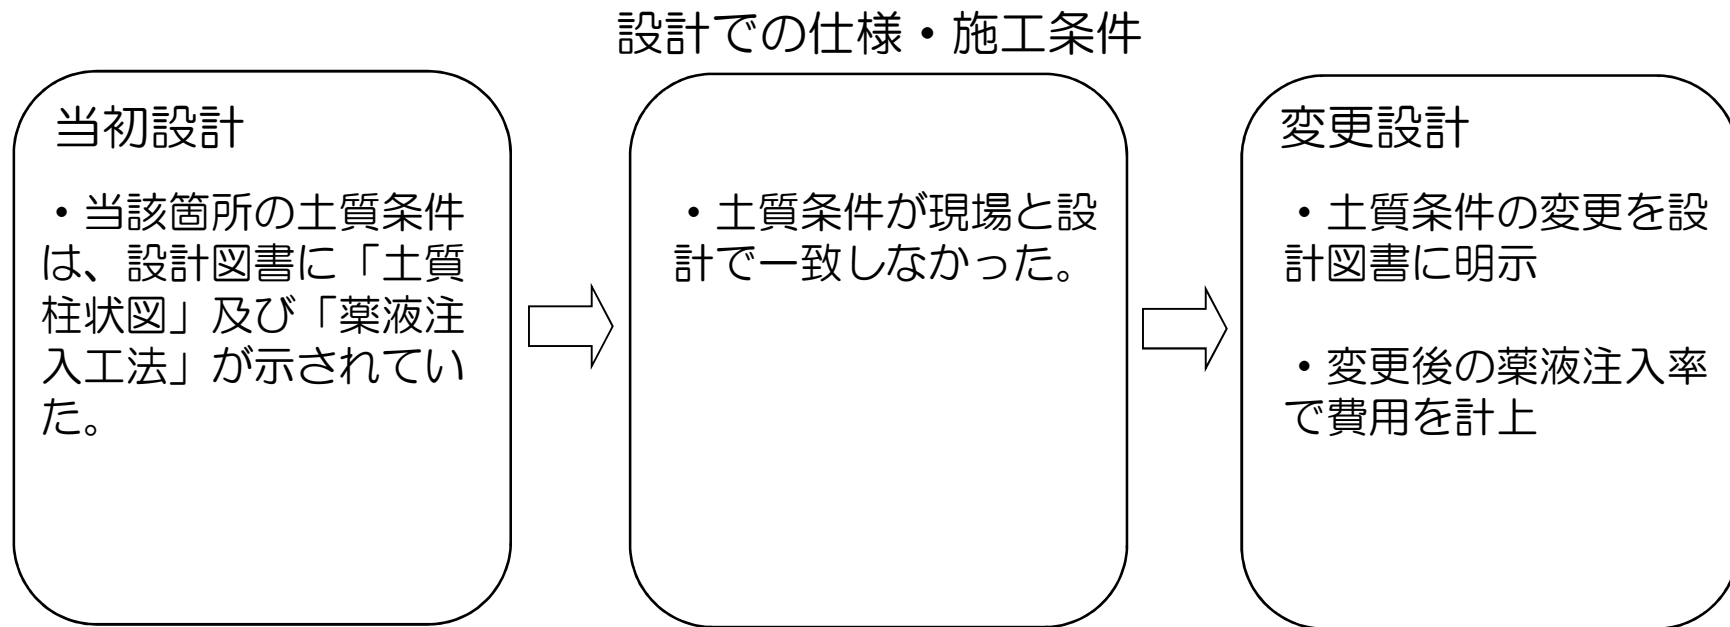 設計での仕様・施工条件
当初設計
・当該箇所の土質条件
は、設計図書に「土質
柱状図」及び「薬液注
入工法」が示されてい
た。
・土質条件が現場と設
計で一致しなかった。
変更設計
・土質条件の変更を設
計図書に明示
・変更後の薬液注入率
で費用を計上